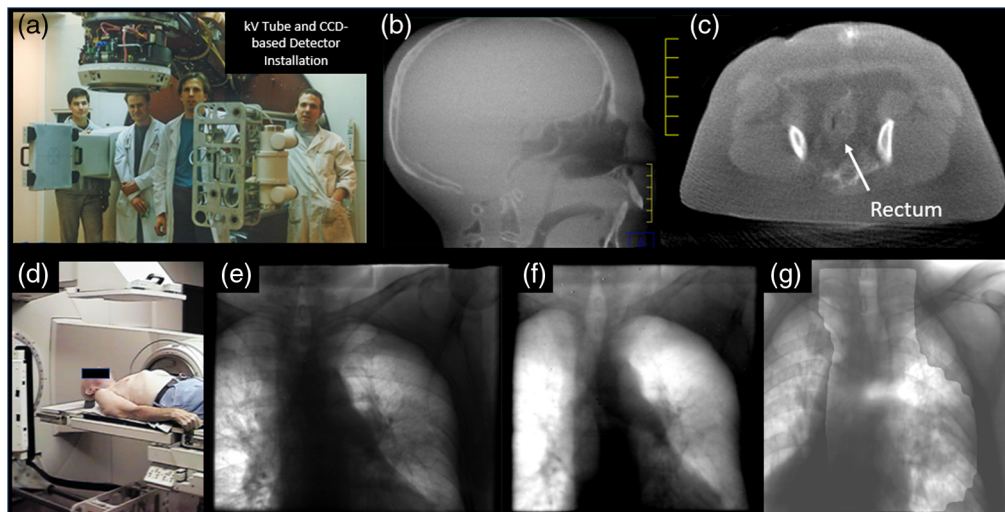 (a)
kV Tube and CCD-
based Detector
Installation
(b)
(c)
Rectum
(d)
(e)
(f)
(g)